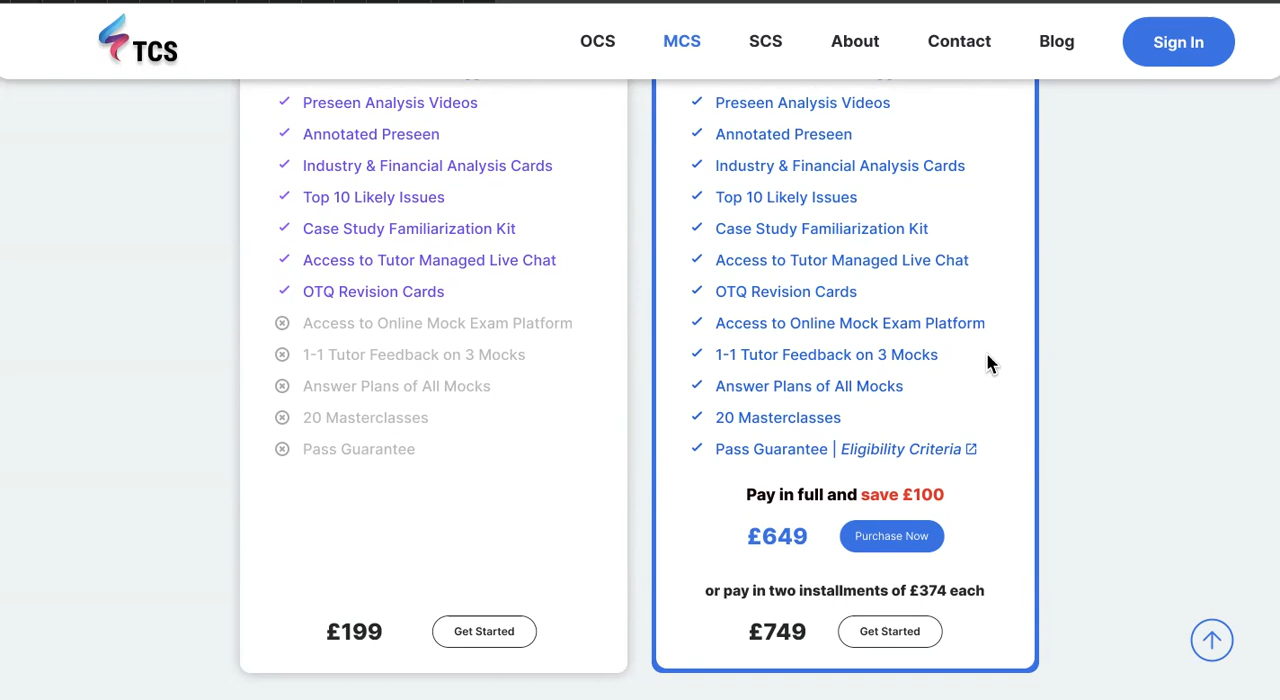 TCS
OCS
MCS
SCS
About
Contact
Blog
Sign In
Preseen Analysis Videos
Annotated Preseen
Industry & Financial Analysis Cards
Top 10 Likely Issues
Case Study Familiarization Kit
Access to Tutor Managed Live Chat
OTQ Revision Cards
Access to Online Mock Exam Platform
1-1 Tutor Feedback on 3 Mocks
Answer Plans of All Mocks
20 Masterclasses
Pass Guarantee
£199
Get Started
Preseen Analysis Videos
Annotated Preseen
Industry & Financial Analysis Cards
Top 10 Likely Issues
Case Study Familiarization Kit
Access to Tutor Managed Live Chat
OTQ Revision Cards
Access to Online Mock Exam Platform
1-1 Tutor Feedback on 3 Mocks
Answer Plans of All Mocks
20 Masterclasses
Pass Guarantee | Eligibility Criteria
Pay in full and save £100
£649
Purchase Now
or pay in two installments of £374 each
£749
Get Started